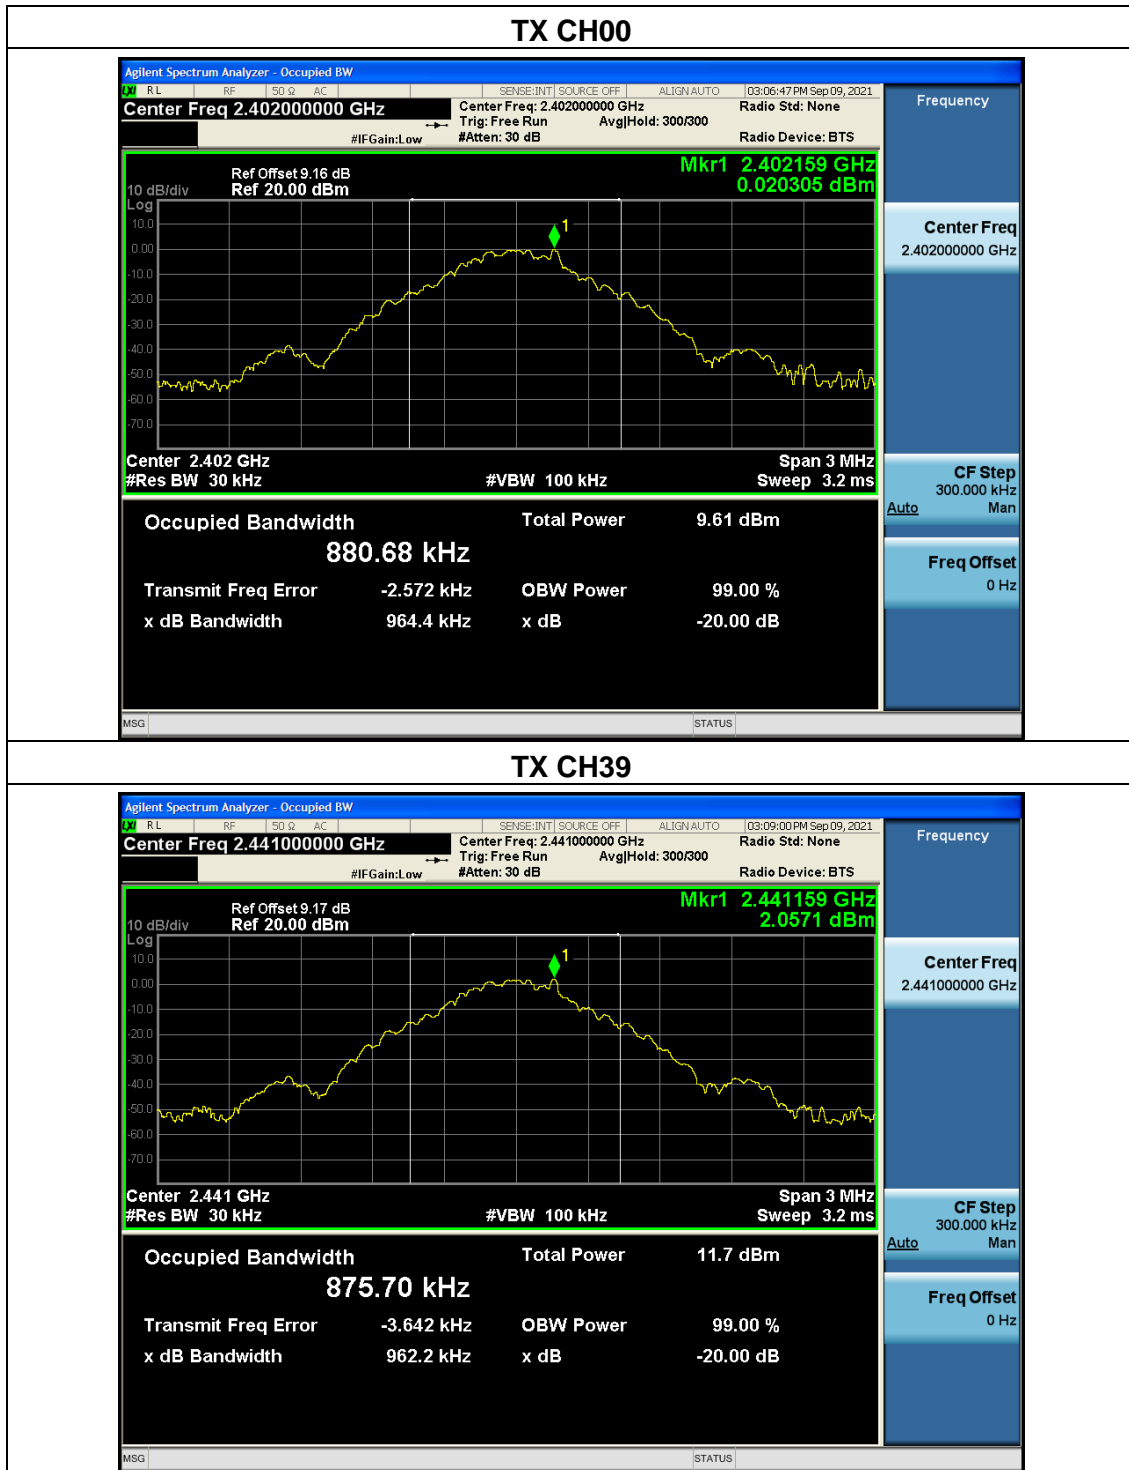 TX CH00
Agilent Spectrum Analyzer - Occupied BW
LXI RL RF 50 Ω AC SENSE:INT SOURCE OFF ALIGN AUTO 03:06:47 PM Sep 09, 2021
Center Freq 2.402000000 GHz
Center Freq: 2.402000000 GHz Radio Std: None
Trig: Free Run Avg|Hold: 300/300
#IFGain:Low #Atten: 30 dB Radio Device: BTS
Frequency
Mkr1 2.402159 GHz
0.020305 dBm
Ref Offset 9.16 dB
10 dB/div Ref 20.00 dBm
Log
10.0
0.00
-10.0
-20.0
-30.0
-40.0
-50.0
-60.0
-70.0
1
Center 2.402 GHz Span 3 MHz
#Res BW 30 kHz #VBW 100 kHz Sweep 3.2 ms
Center Freq
2.402000000 GHz
CF Step
300.000 kHz
Auto Man
Freq Offset
0 Hz
Occupied Bandwidth Total Power 9.61 dBm
880.68 kHz
Transmit Freq Error -2.572 kHz OBW Power 99.00 %
x dB Bandwidth 964.4 kHz x dB -20.00 dB
MSG STATUS
TX CH39
Agilent Spectrum Analyzer - Occupied BW
LXI RL RF 50 Ω AC SENSE:INT SOURCE OFF ALIGN AUTO 03:09:00 PM Sep 09, 2021
Center Freq 2.441000000 GHz
Center Freq: 2.441000000 GHz Radio Std: None
Trig: Free Run Avg|Hold: 300/300
#IFGain:Low #Atten: 30 dB Radio Device: BTS
Frequency
Mkr1 2.441159 GHz
2.0571 dBm
Ref Offset 9.17 dB
10 dB/div Ref 20.00 dBm
Log
10.0
0.00
-10.0
-20.0
-30.0
-40.0
-50.0
-60.0
-70.0
1
Center 2.441 GHz Span 3 MHz
#Res BW 30 kHz #VBW 100 kHz Sweep 3.2 ms
Center Freq
2.441000000 GHz
CF Step
300.000 kHz
Auto Man
Freq Offset
0 Hz
Occupied Bandwidth Total Power 11.7 dBm
875.70 kHz
Transmit Freq Error -3.642 kHz OBW Power 99.00 %
x dB Bandwidth 962.2 kHz x dB -20.00 dB
MSG STATUS